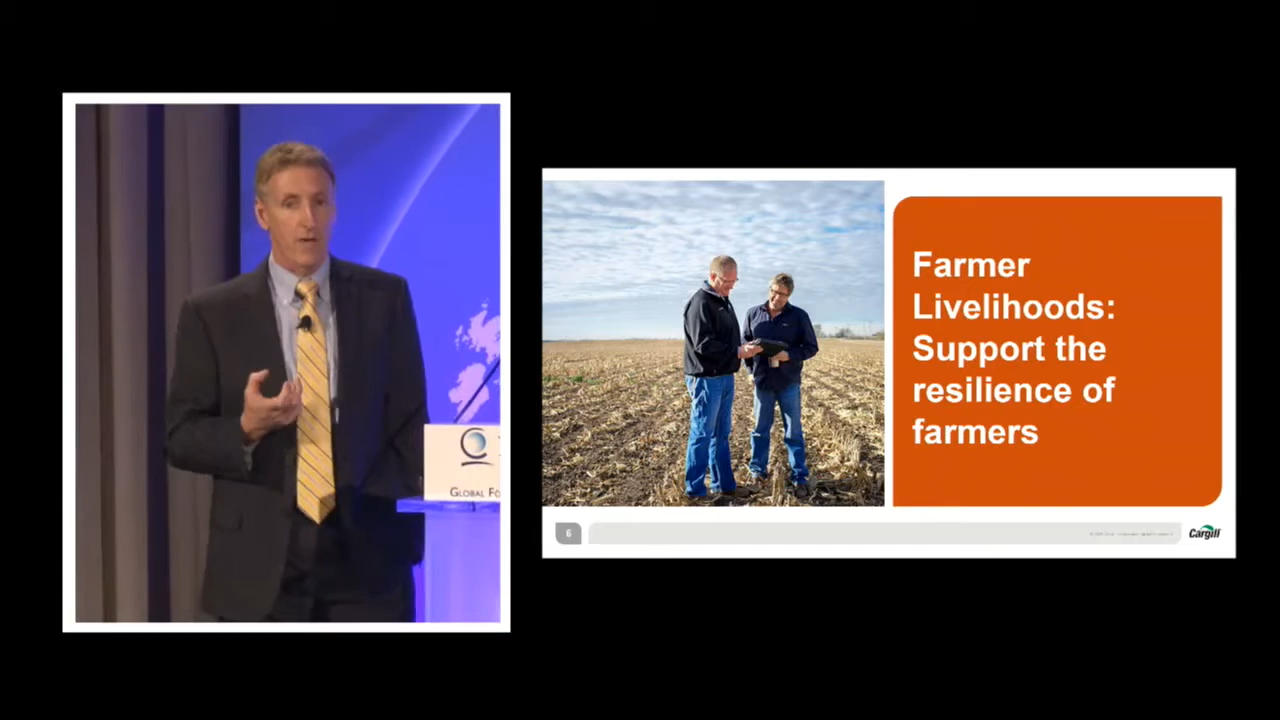 Farmer
Livelihoods:
Support the
resilience of
farmers
GLOBAL FO
6
Cargill